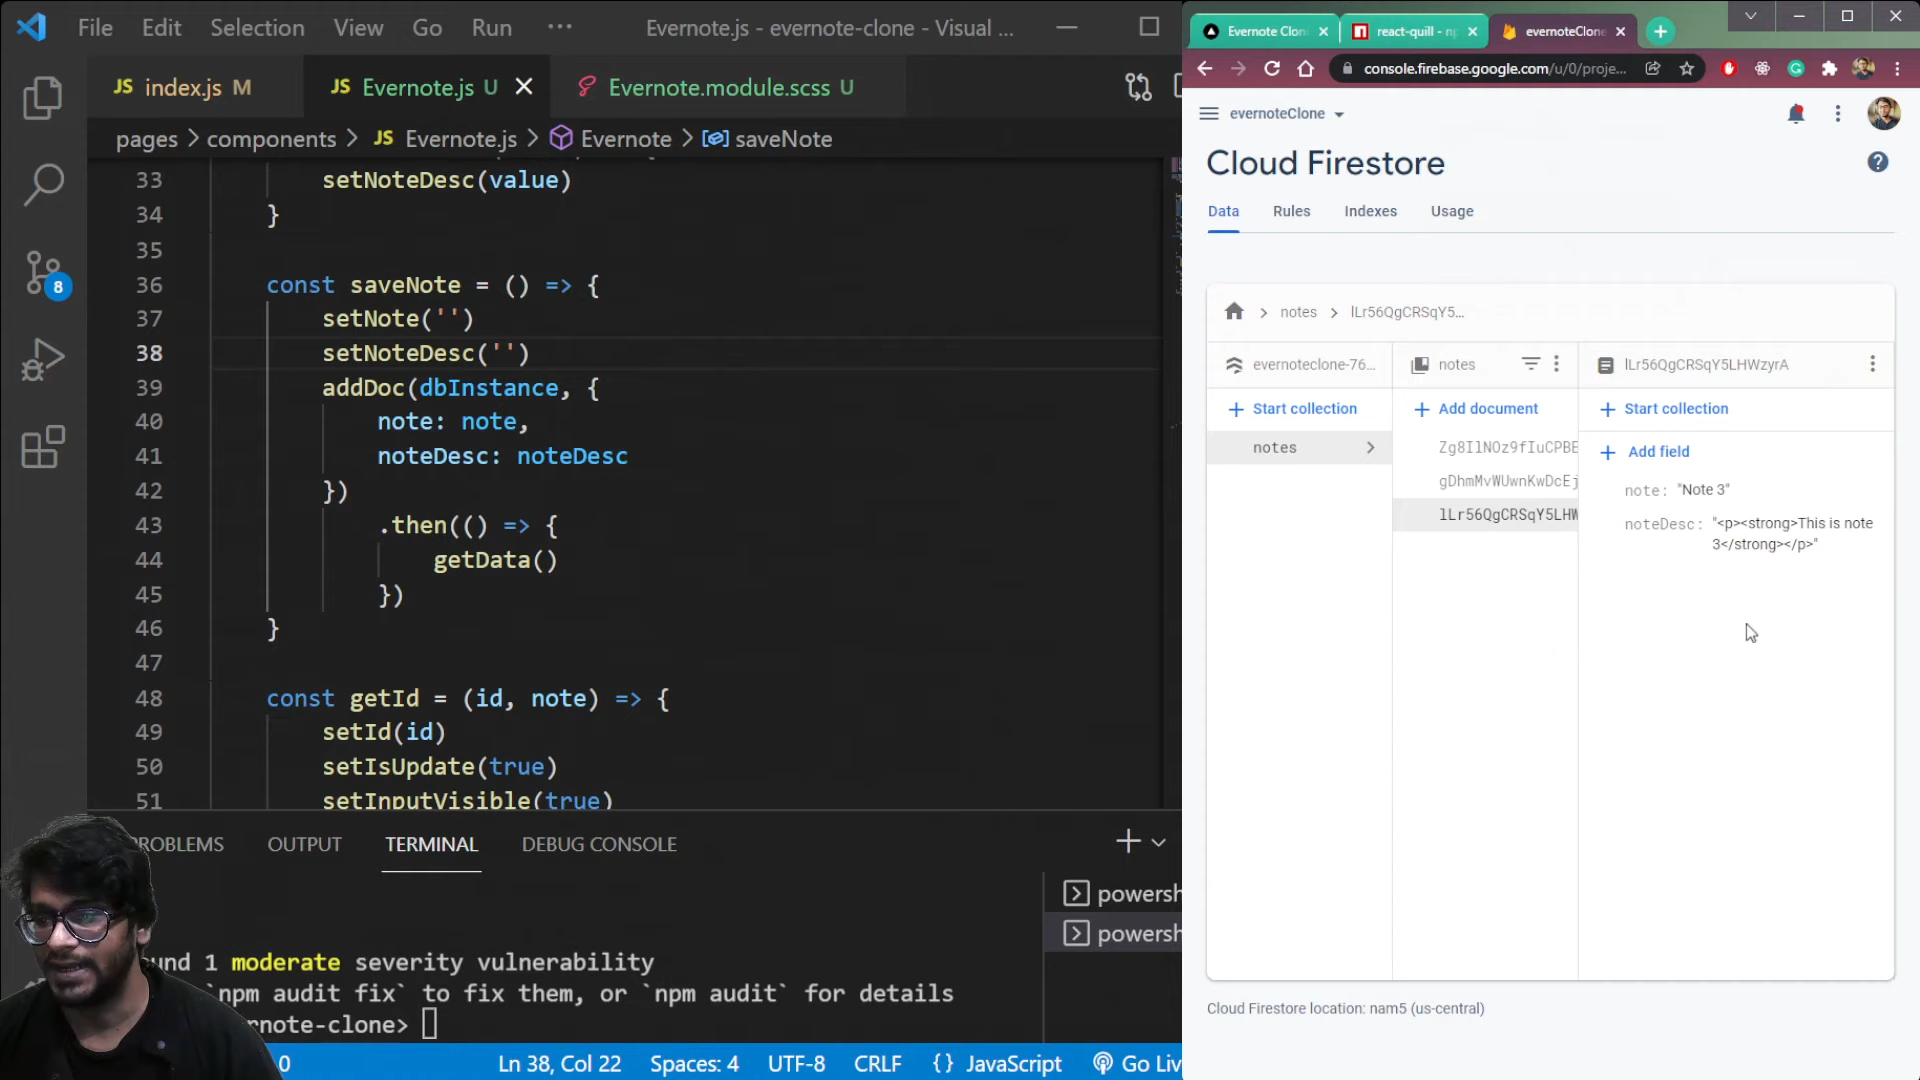 File Edit Selection View Go Run ··· Evernote.js - evernote-clone - Visual ...
JS index.js M JS Evernote.js U Evernote.module.scss U
pages > components > JS Evernote.js > Evernote > saveNote
33 setNoteDesc(value)
34 }
35
36 const saveNote = () => {
37 setNote('')
38 setNoteDesc('')
39 addDoc(dbInstance, {
40 note: note,
41 noteDesc: noteDesc
42 })
43 .then(() => {
44 getData()
45 })
46 }
47
48 const getId = (id, note) => {
49 setId(id)
50 setIsUpdate(true)
51 setInputVisible(true)
8
ROBLEMS OUTPUT TERMINAL DEBUG CONSOLE
powersh
powersh
und 1 moderate severity vulnerability
`npm audit fix` to fix them, or `npm audit` for details
rnote-clone>
0 Ln 38, Col 22 Spaces: 4 UTF-8 CRLF {} JavaScript Go Liv
Evernote Clon react-quill - np evernoteClone
console.firebase.google.com/u/0/proje...
evernoteClone
Cloud Firestore
Data Rules Indexes Usage
notes > lLr56QgCRSqY5...
evernoteclone-76... notes lLr56QgCRSqY5LHWzyrA
+ Start collection + Add document + Start collection
notes
Zg8IlNOz9fIuCPBE
gDhmMvWUwnKwDcEj
lLr56QgCRSqY5LHW
+ Add field
note: "Note 3"
noteDesc: "<p><strong>This is note
3</strong></p>"
Cloud Firestore location: nam5 (us-central)